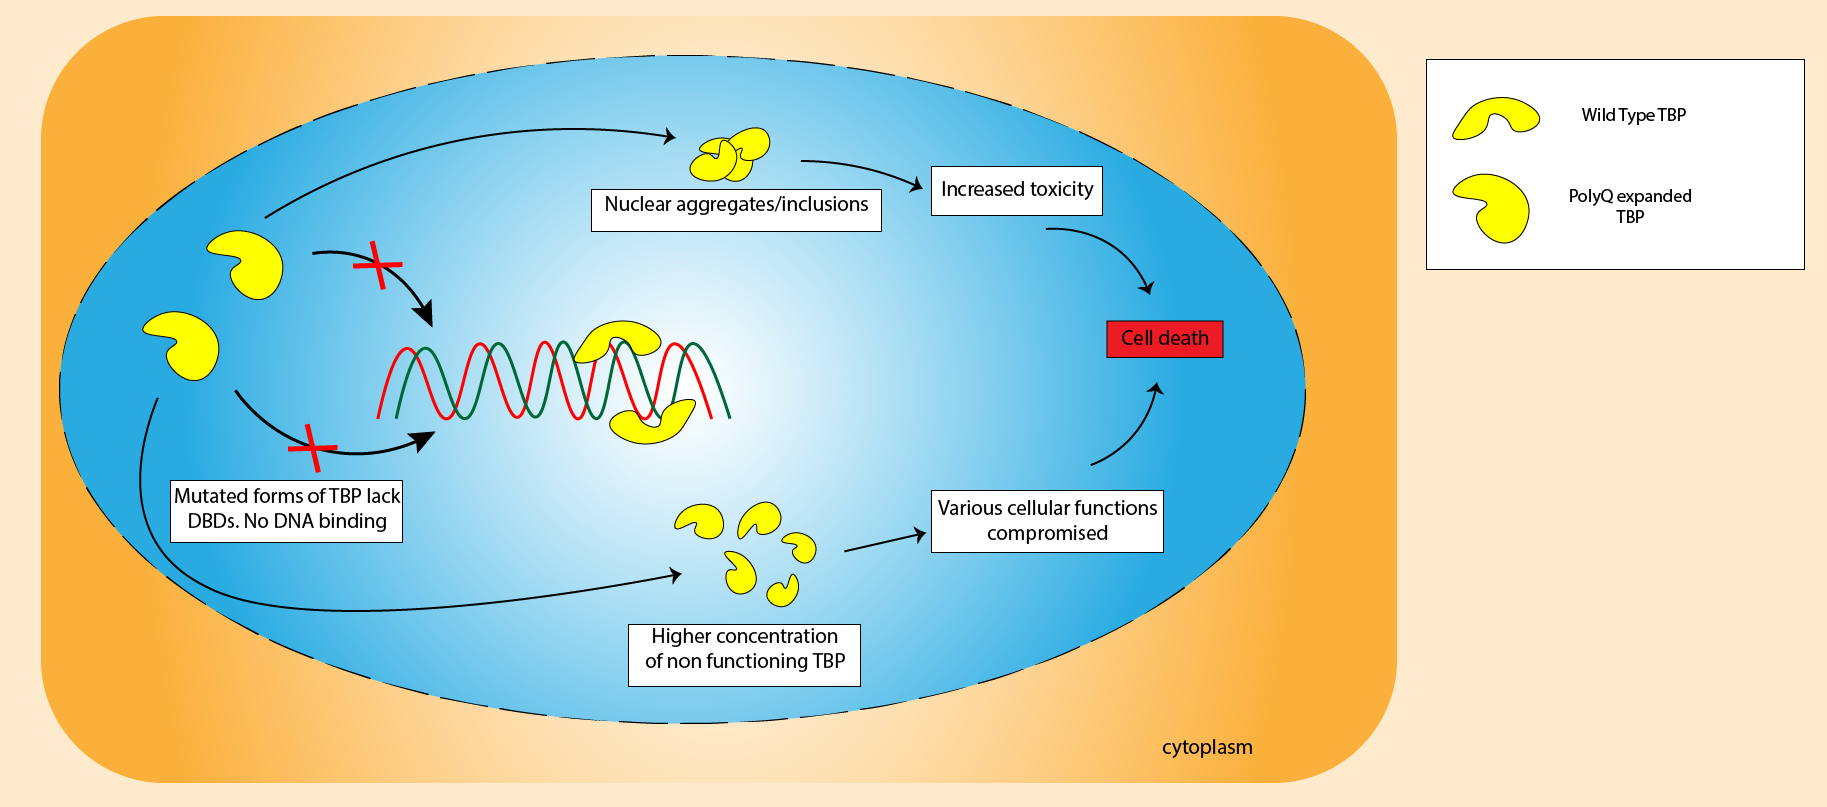 Wild Type TBP
PolyQ expanded
TBP
Increased toxicity
Nuclear aggregates/inclusions
Cell death
Mutated forms of TBP lack
DBDs. No DNA binding
Various cellular functions
compromised
Higher concentration
of non functioning TBP
cytoplasm